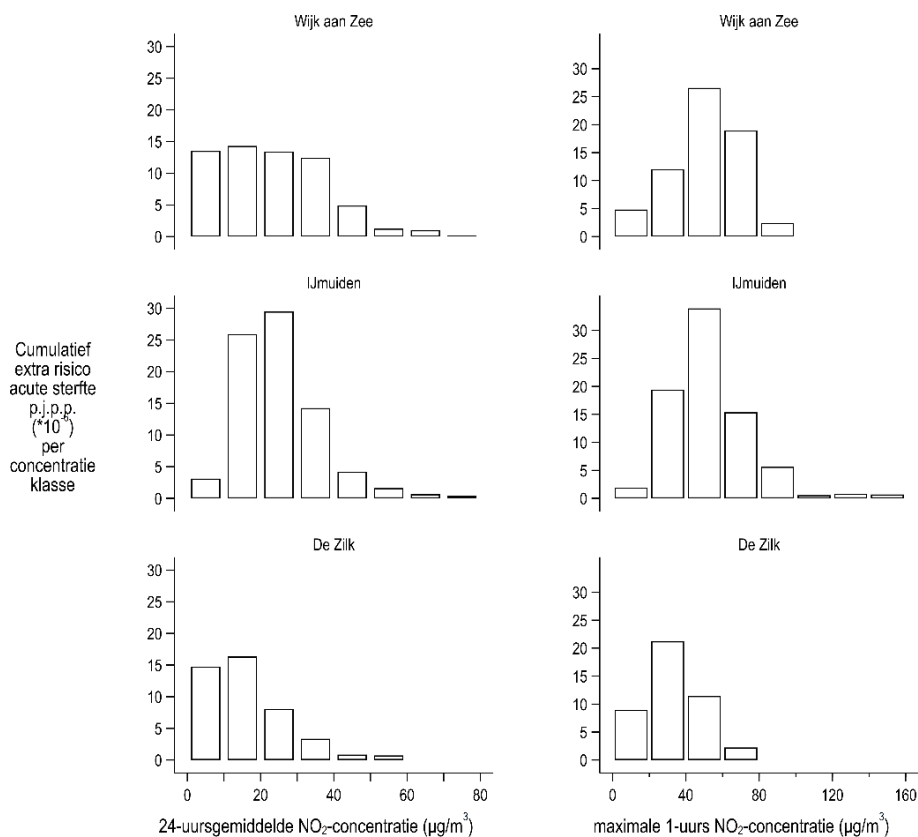 Wijk aan Zee
30
25
20
15
10
5
0
Wijk aan Zee
30
25
20
15
10
5
0
IJmuiden
30
25
20
15
10
5
0
IJmuiden
30
25
20
15
10
5
0
Cumulatief
extra risico
acute sterfte
p.j.p.p.
(*10⁻⁶)
per
concentratie
klasse
De Zilk
30
25
20
15
10
5
0
De Zilk
30
25
20
15
10
5
0
0 20 40 60 80
24-uursgemiddelde NO₂-concentratie (µg/m³)
0 40 80 120 160
maximale 1-uurs NO₂-concentratie (µg/m³)